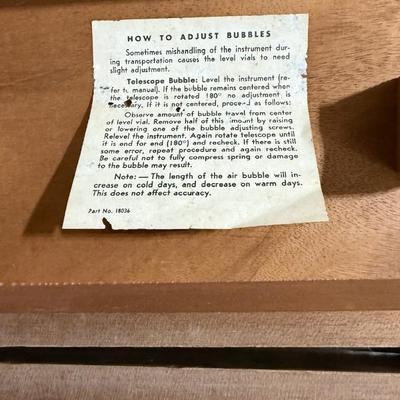 HOW TO ADJUST BUBBLES
Sometimes mishandling of the instrument dur-
ing transportation causes the level vials to need
slight adjustment.
Telescope Bubble: Level the instrument (re-
fer to manual). If the bubble remains centered when
the telescope is rotated 180° no adjustment is
necessary. If it is not centered, proceed as follows:
Observe amount of bubble travel from center
of level vial. Remove half of this amount by raising
or lowering one of the bubble adjusting screws.
Relevel the instrument. Again rotate telescope until
it is end for end (180°) and recheck. If there is still
some error, repeat procedure and again recheck.
Be careful not to fully compress spring or damage
to the bubble may result.
Note: — The length of the air bubble will in-
crease on cold days, and decrease on warm days.
This does not affect accuracy.
Part No. 18036